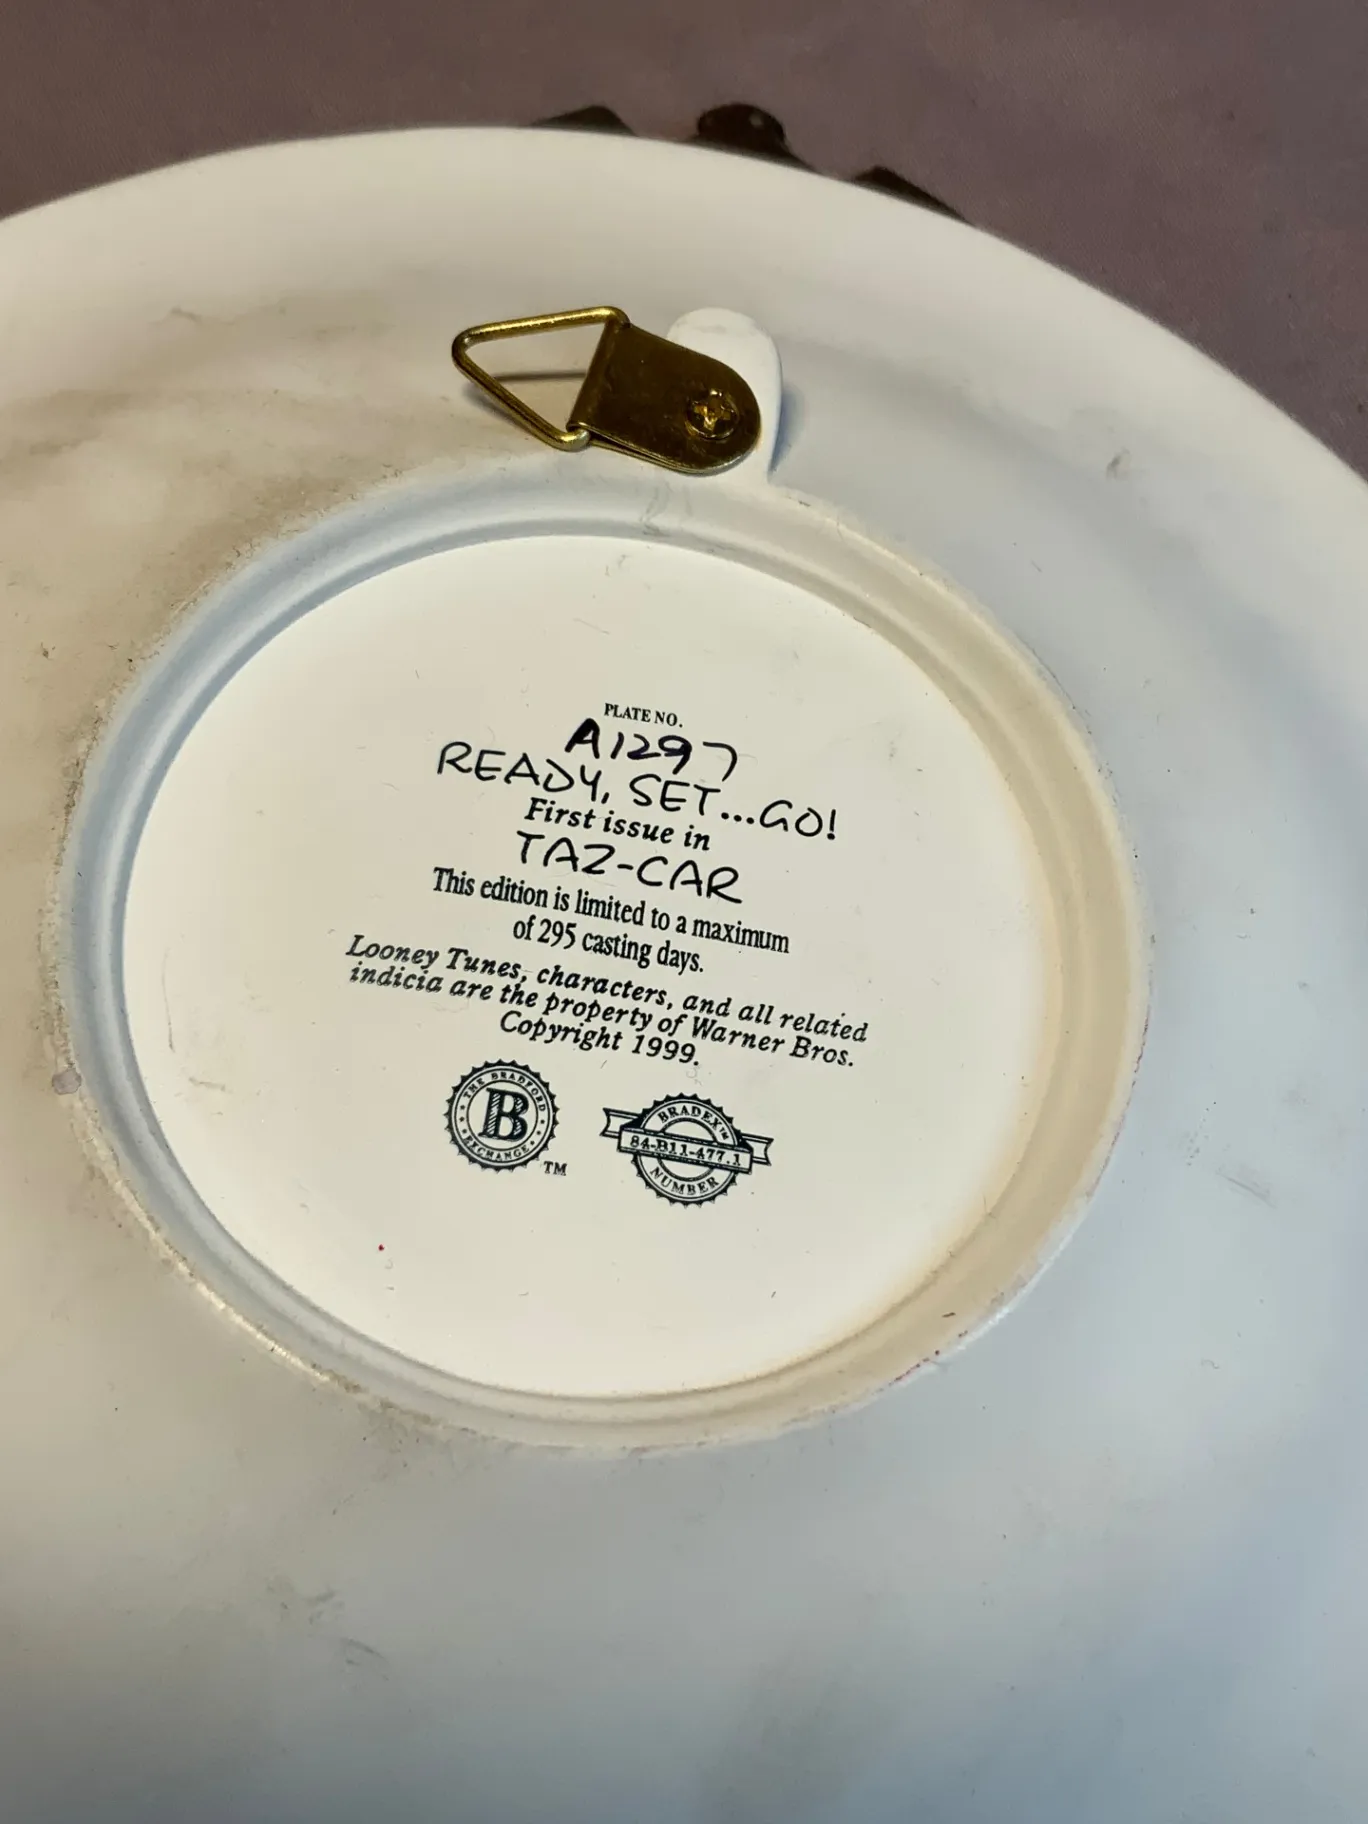 PLATE NO.
A1297
READY, SET...GO!
First issue in
TAZ-CAR
This edition is limited to a maximum
of 295 casting days.
Looney Tunes, characters, and all related
indicia are the property of Warner Bros.
Copyright 1999.
THE BRADFORD
B
EXCHANGE
TM
BRADEX™
84-B11-477.1
NUMBER